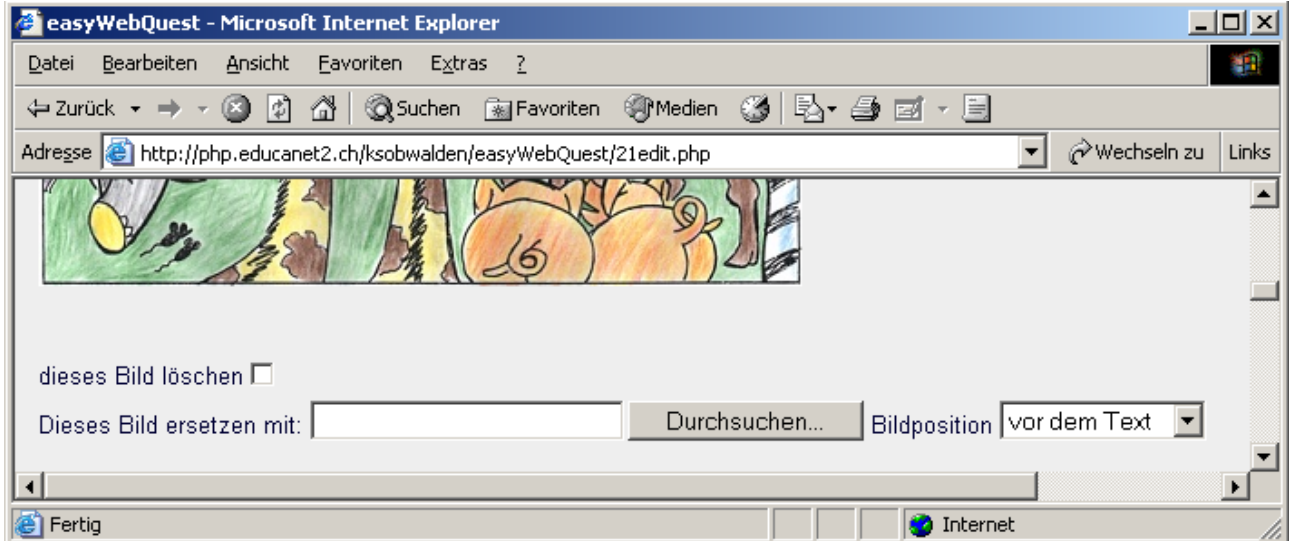 easyWebQuest - Microsoft Internet Explorer
Datei Bearbeiten Ansicht Favoriten Extras ?
Zurück Suchen Favoriten Medien
Adresse http://php.educanet2.ch/ksobwalden/easyWebQuest/21edit.php Wechseln zu Links
dieses Bild löschen
Dieses Bild ersetzen mit: Durchsuchen... Bildposition vor dem Text
Fertig Internet